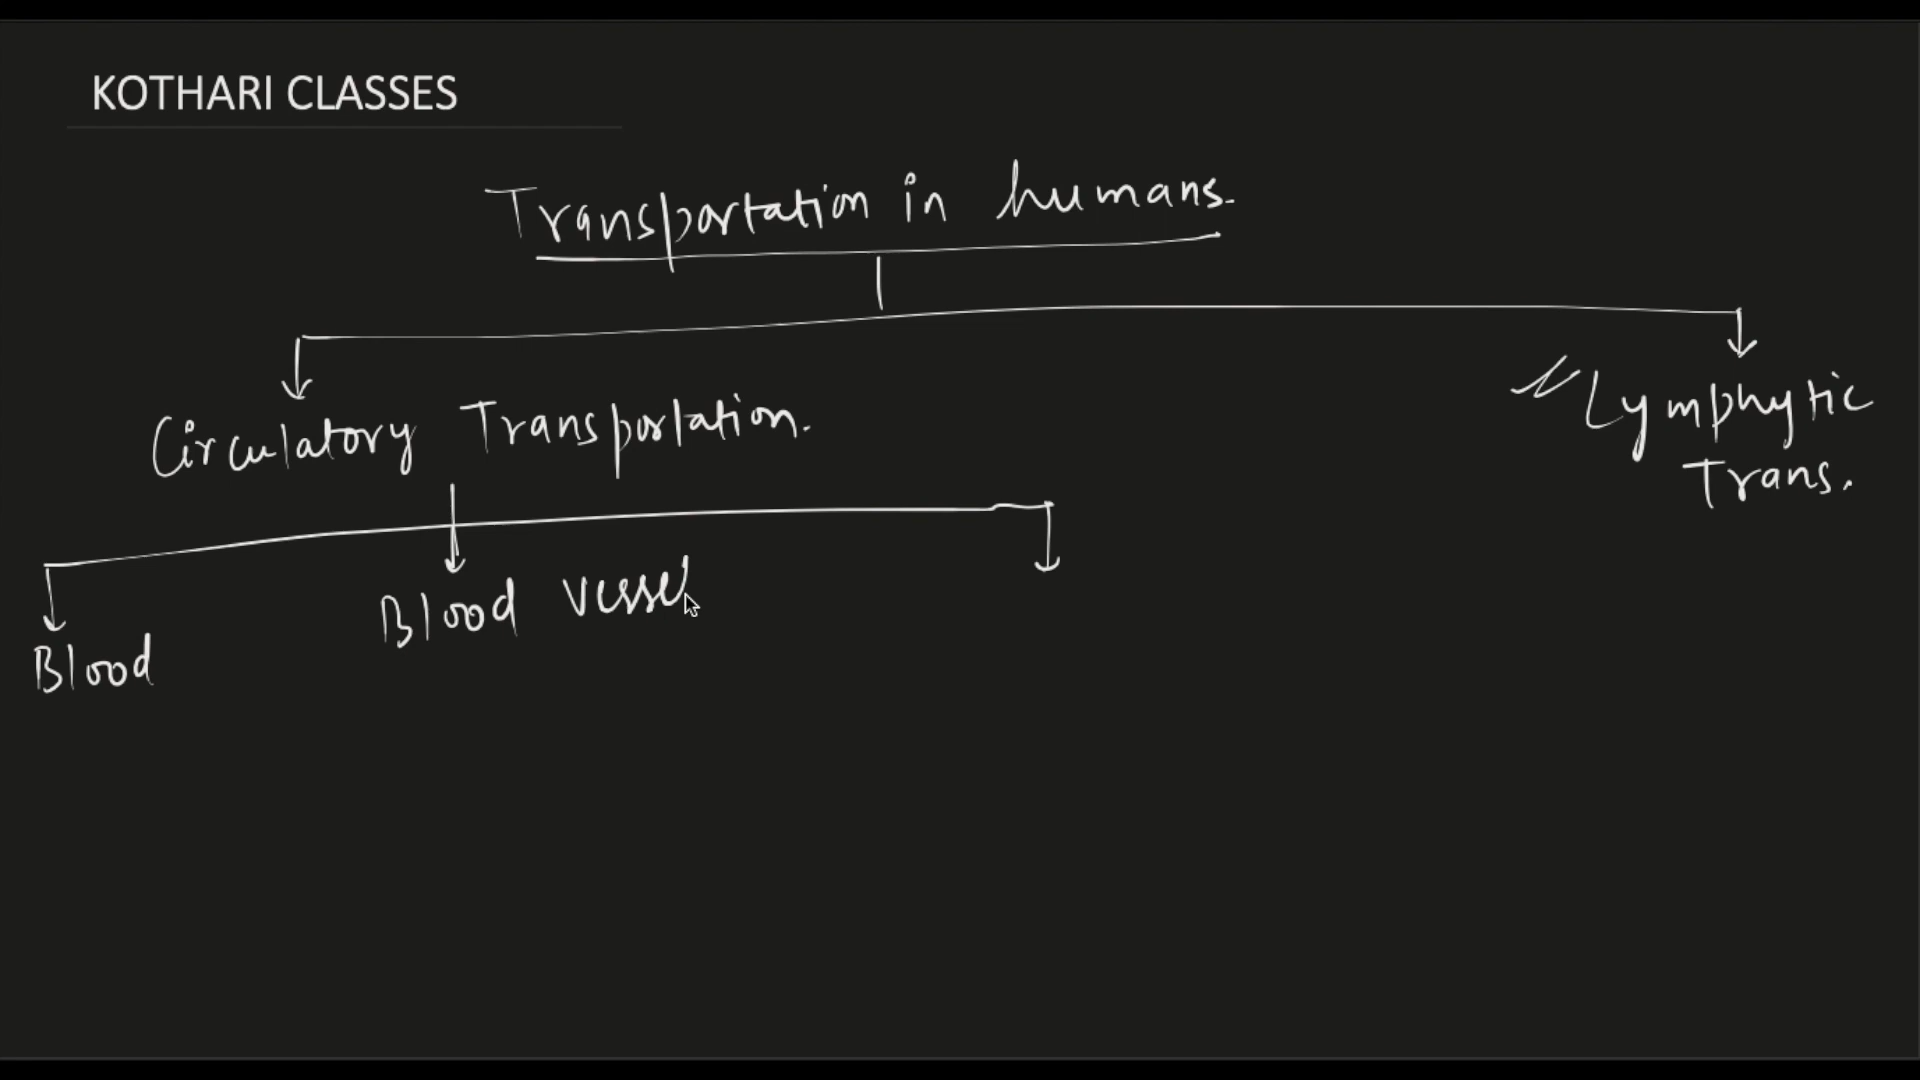 KOTHARI CLASSES
Transportation in humans.
Circulatory Transportation.
Lymphytic
Trans.
Blood
Blood vessel